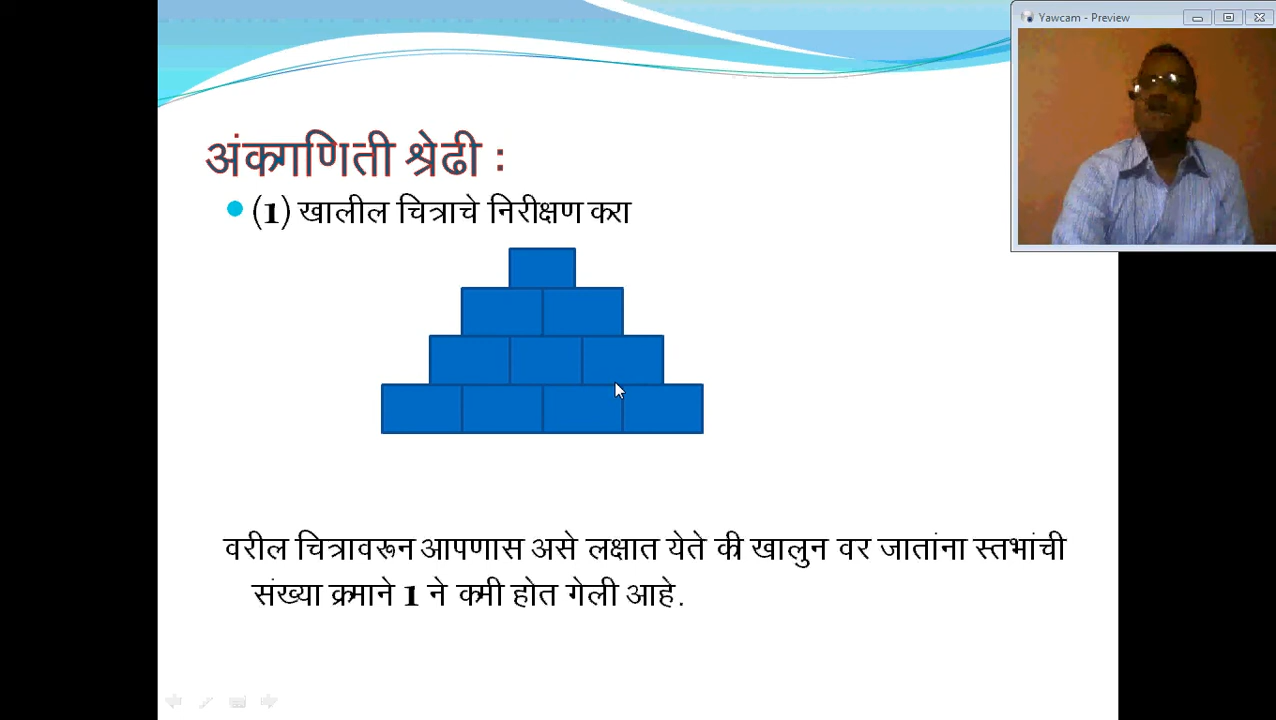 Yawcam - Preview
अंकगणिती श्रेढी :
(1) खालील चित्राचे निरीक्षण करा
वरील चित्रावरून आपणास असे लक्षात येते की खालुन वर जातांना स्तभांची
संख्या क्रमाने 1 ने कमी होत गेली आहे.